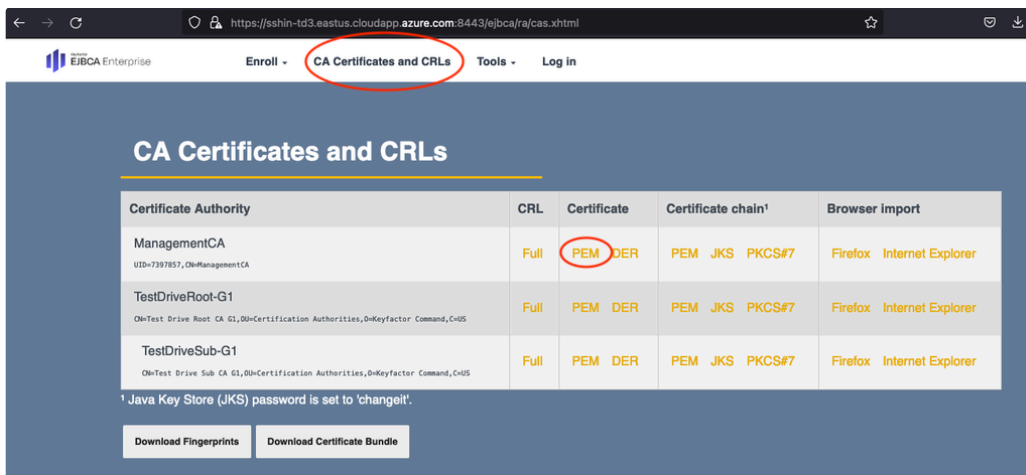 https://sshin-td3.eastus.cloudapp.azure.com:8443/ejbca/ra/cas.xhtml
EJBCA Enterprise Enroll CA Certificates and CRLs Tools Log in
CA Certificates and CRLs
Certificate Authority CRL Certificate Certificate chain¹ Browser import
ManagementCA
UID=7397857,CN=ManagementCA
Full PEM DER PEM JKS PKCS#7 Firefox Internet Explorer
TestDriveRoot-G1
CN=Test Drive Root CA G1,OU=Certification Authorities,O=Keyfactor Command,C=US
Full PEM DER PEM JKS PKCS#7 Firefox Internet Explorer
TestDriveSub-G1
CN=Test Drive Sub CA G1,OU=Certification Authorities,O=Keyfactor Command,C=US
Full PEM DER PEM JKS PKCS#7 Firefox Internet Explorer
¹ Java Key Store (JKS) password is set to 'changeit'.
Download Fingerprints Download Certificate Bundle